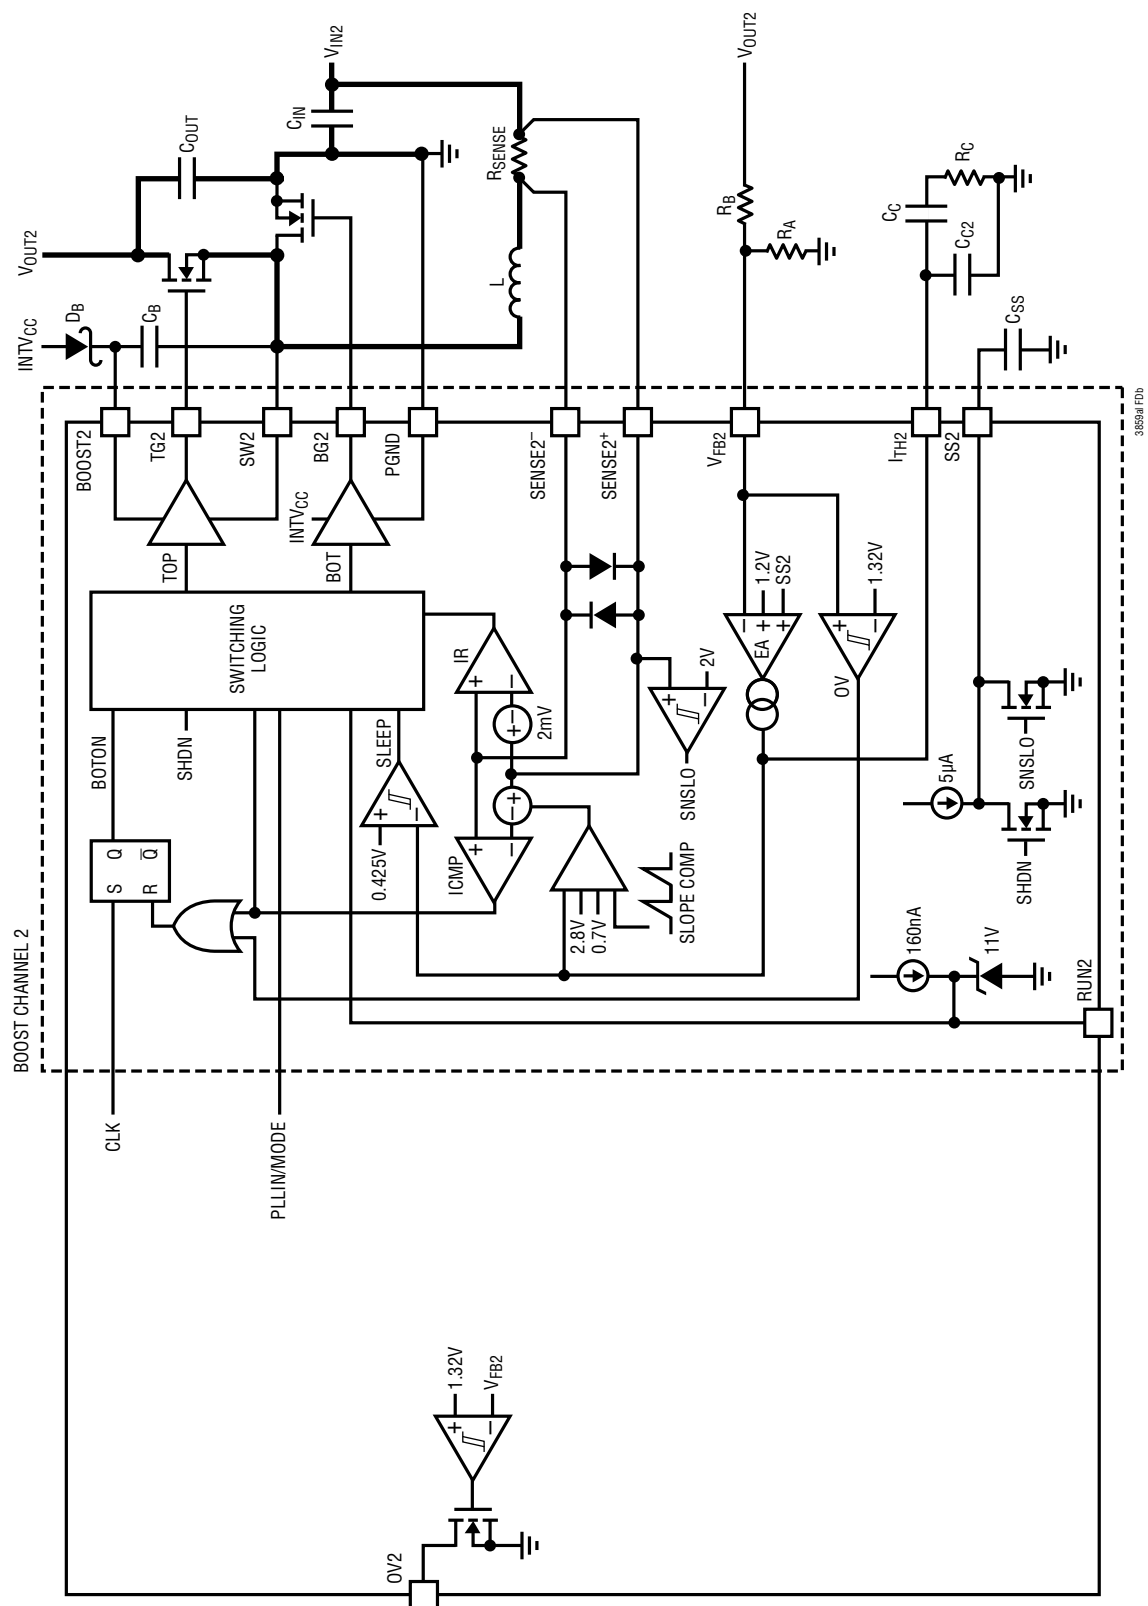 VIN2
VOUT2
COUT
CIN
RSENSE
RB
RA
RC
CC
CC2
VOUT2
INTVCC
DB
CB
L
CSS
BOOST2
TG2
SW2
BG2
PGND
SENSE2–
SENSE2+
VFB2
ITH2
SS2
3859al FDb
INTVCC
TOP
BOT
1.2V
SS2
1.32V
SWITCHING
LOGIC
IR
+
–
EA
– + +
+
–
OV
2mV
+
–
2V
SNSLO
BOTON
SHDN
SLEEP
+
–
0.425V
S Q
R Q̅
ICMP
+
–
– +
– +
2.8V
0.7V
SLOPE COMP
5µA
SNSLO
SHDN
160nA
11V
BOOST CHANNEL 2
RUN2
CLK
PLLIN/MODE
1.32V
VFB2
+
–
OV2